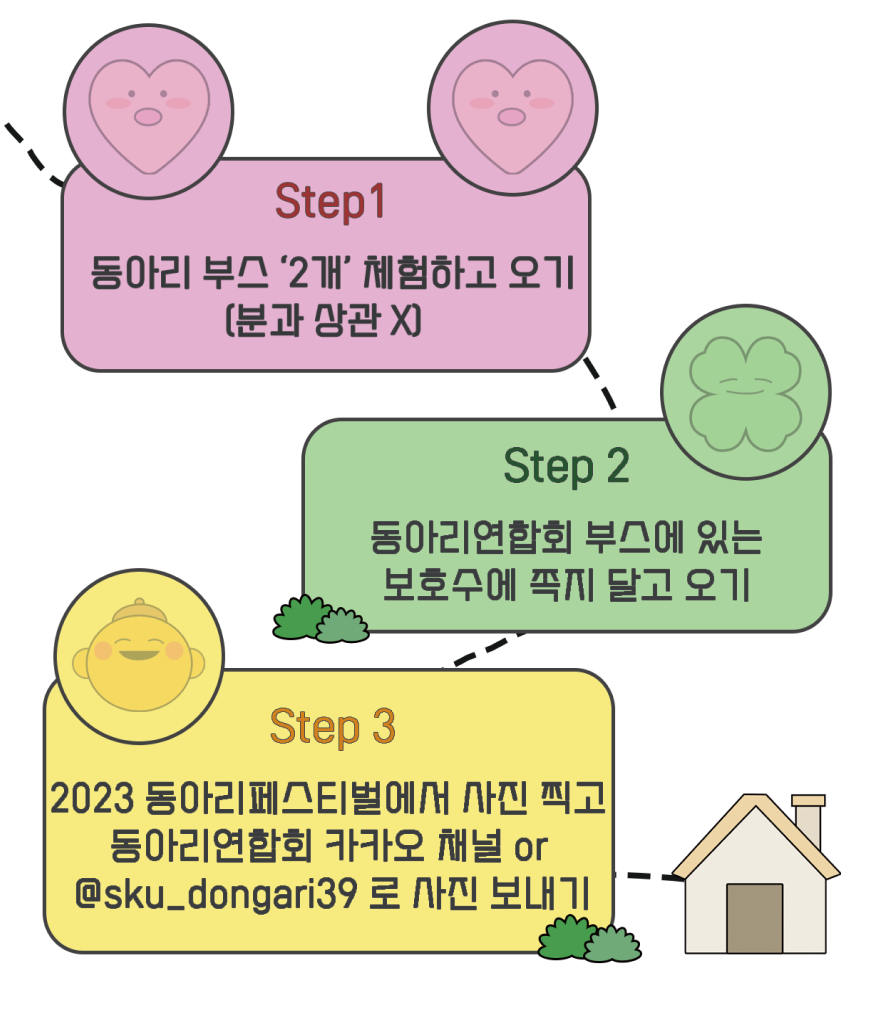 Step1
동아리 부스 ‘2개’ 체험하고 오기
(분과 상관 X)
Step 2
동아리연합회 부스에 있는
보호수에 쪽지 달고 오기
Step 3
2023 동아리페스티벌에서 사진 찍고
동아리연합회 카카오 채널 or
@sku_dongari39 로 사진 보내기